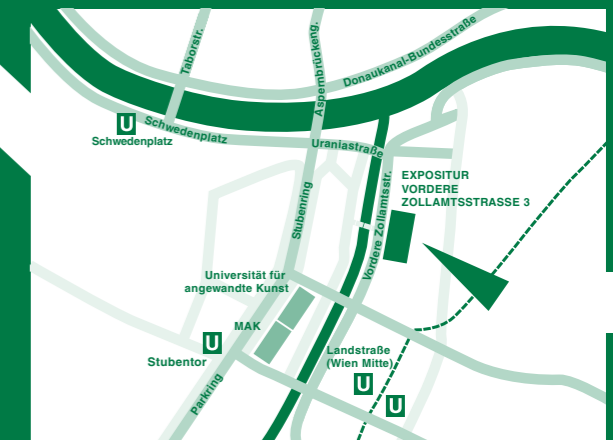 Taborstr.
Aspernbrückeng.
Donaukanal-Bundesstraße
U
Schwedenplatz
Schwedenplatz
Uraniastraße
EXPOSITUR
VORDERE
ZOLLAMTSSTRASSE 3
Stubenring
Vordere Zollamtsstr.
Universität für
angewandte Kunst
MAK
U
Stubentor
Landstraße
(Wien Mitte)
U
U
Parkring